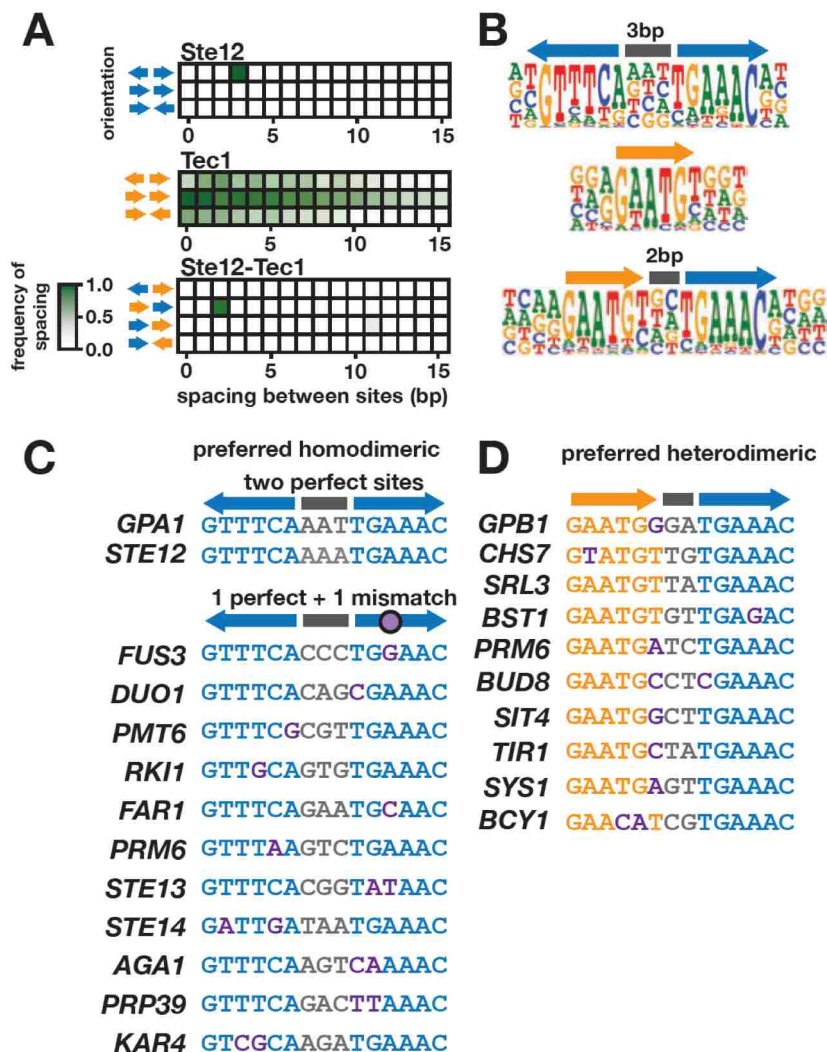 A
Ste12
orientation
0 5 10 15
Tec1
0 5 10 15
Ste12-Tec1
frequency of
spacing
1.0
0.5
0.0
0 5 10 15
spacing between sites (bp)
B
3bp
2bp
C
preferred homodimeric
two perfect sites
GPA1 GTTTCAAATTGAAAC
STE12 GTTTCAAAATGAAAC
1 perfect + 1 mismatch
FUS3 GTTTCACCCTGGAAC
DUO1 GTTTCACAGCGAAAC
PMT6 GTTTCGCGTTGAAAC
RKI1 GTTGCAGTGTGAAAC
FAR1 GTTTCAGAATGCAAC
PRM6 GTTTAAGTCTGAAAC
STE13 GTTTCACGGTATAAC
STE14 GATTGATAATGAAAC
AGA1 GTTTCAAGTCAAAAC
PRP39 GTTTCAGACTTAAAC
KAR4 GTCGCAAGATGAAAC
D
preferred heterodimeric
GPB1 GAATGGGATGAAAC
CHS7 GTATGTTGTGAAAC
SRL3 GAATGTTATGAAAC
BST1 GAATGTGTTGAGAC
PRM6 GAATGATCTGAAAC
BUD8 GAATGCCTCGAAAC
SIT4 GAATGGCTTGAAAC
TIR1 GAATGCTATGAAAC
SYS1 GAATGAGTTGAAAC
BCY1 GAACATCGTGAAAC